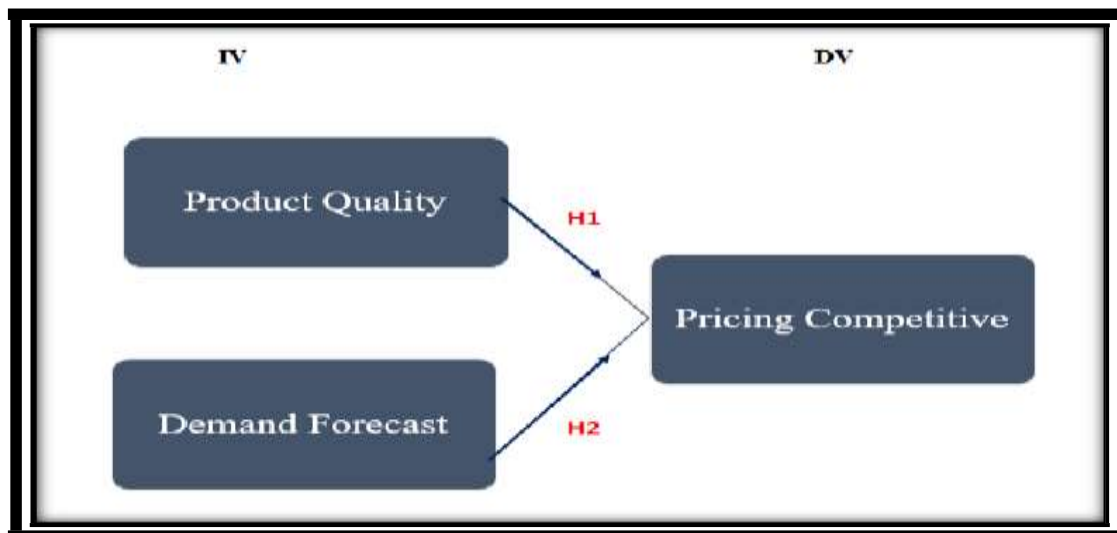 IV
DV
Product Quality
H1
Pricing Competitive
Demand Forecast
H2